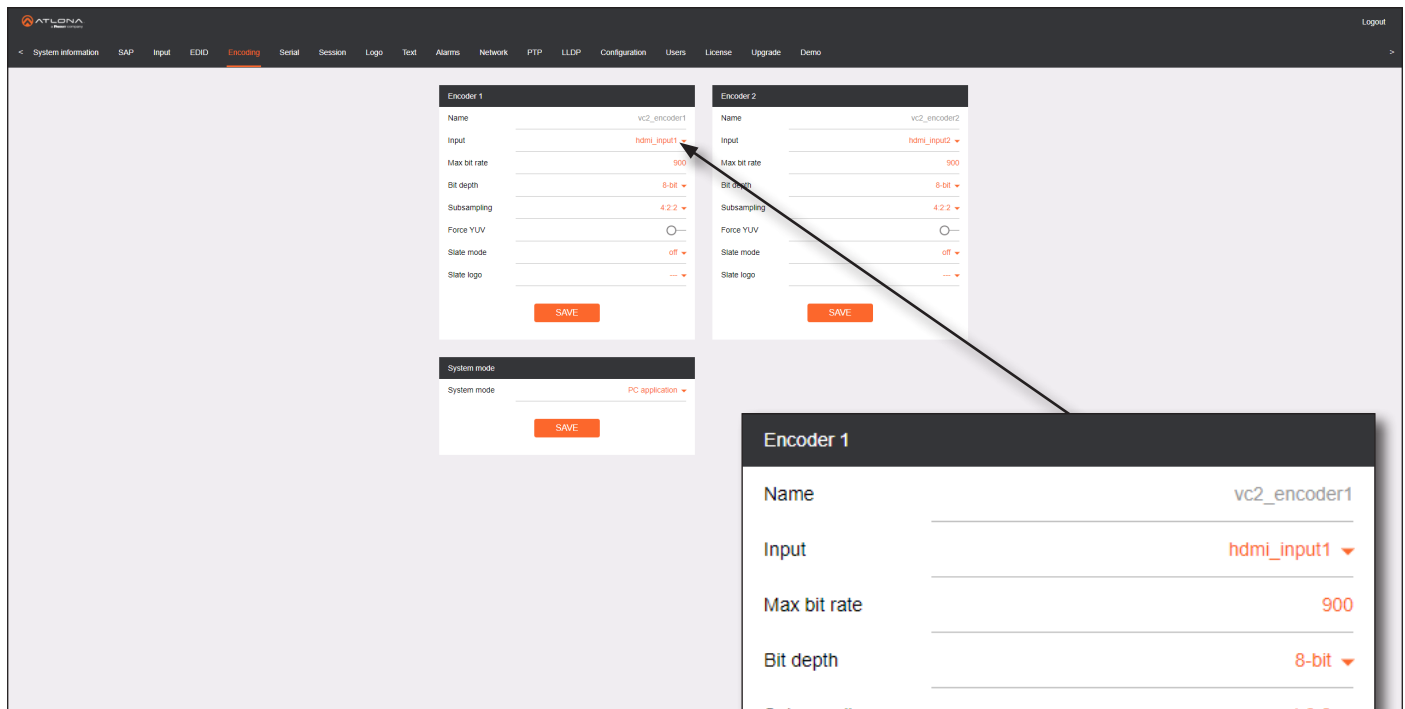 ATLONA
Logout
< System information SAP Input EDID Encoding Serial Session Logo Text Alarms Network PTP LLDP Configuration Users License Upgrade Demo >
Encoder 1
Name vc2_encoder1
Input hdmi_input1
Max bit rate 900
Bit depth 8-bit
Subsampling 4:2:2
Force YUV
Slate mode off
Slate logo ---
SAVE
Encoder 2
Name vc2_encoder2
Input hdmi_input2
Max bit rate 900
Bit depth 8-bit
Subsampling 4:2:2
Force YUV
Slate mode off
Slate logo ---
SAVE
System mode
System mode PC application
SAVE
Encoder 1
Name vc2_encoder1
Input hdmi_input1
Max bit rate 900
Bit depth 8-bit